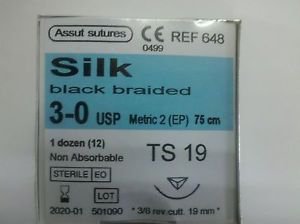 Assut sutures CE REF 648
0499
Silk
black braided
3-0 USP Metric 2 (EP) 75 cm
1 dozen (12)
Non Absorbable TS 19
STERILE EO
LOT
2020-01 501090 * 3/8 rev.cutt. 19 mm *